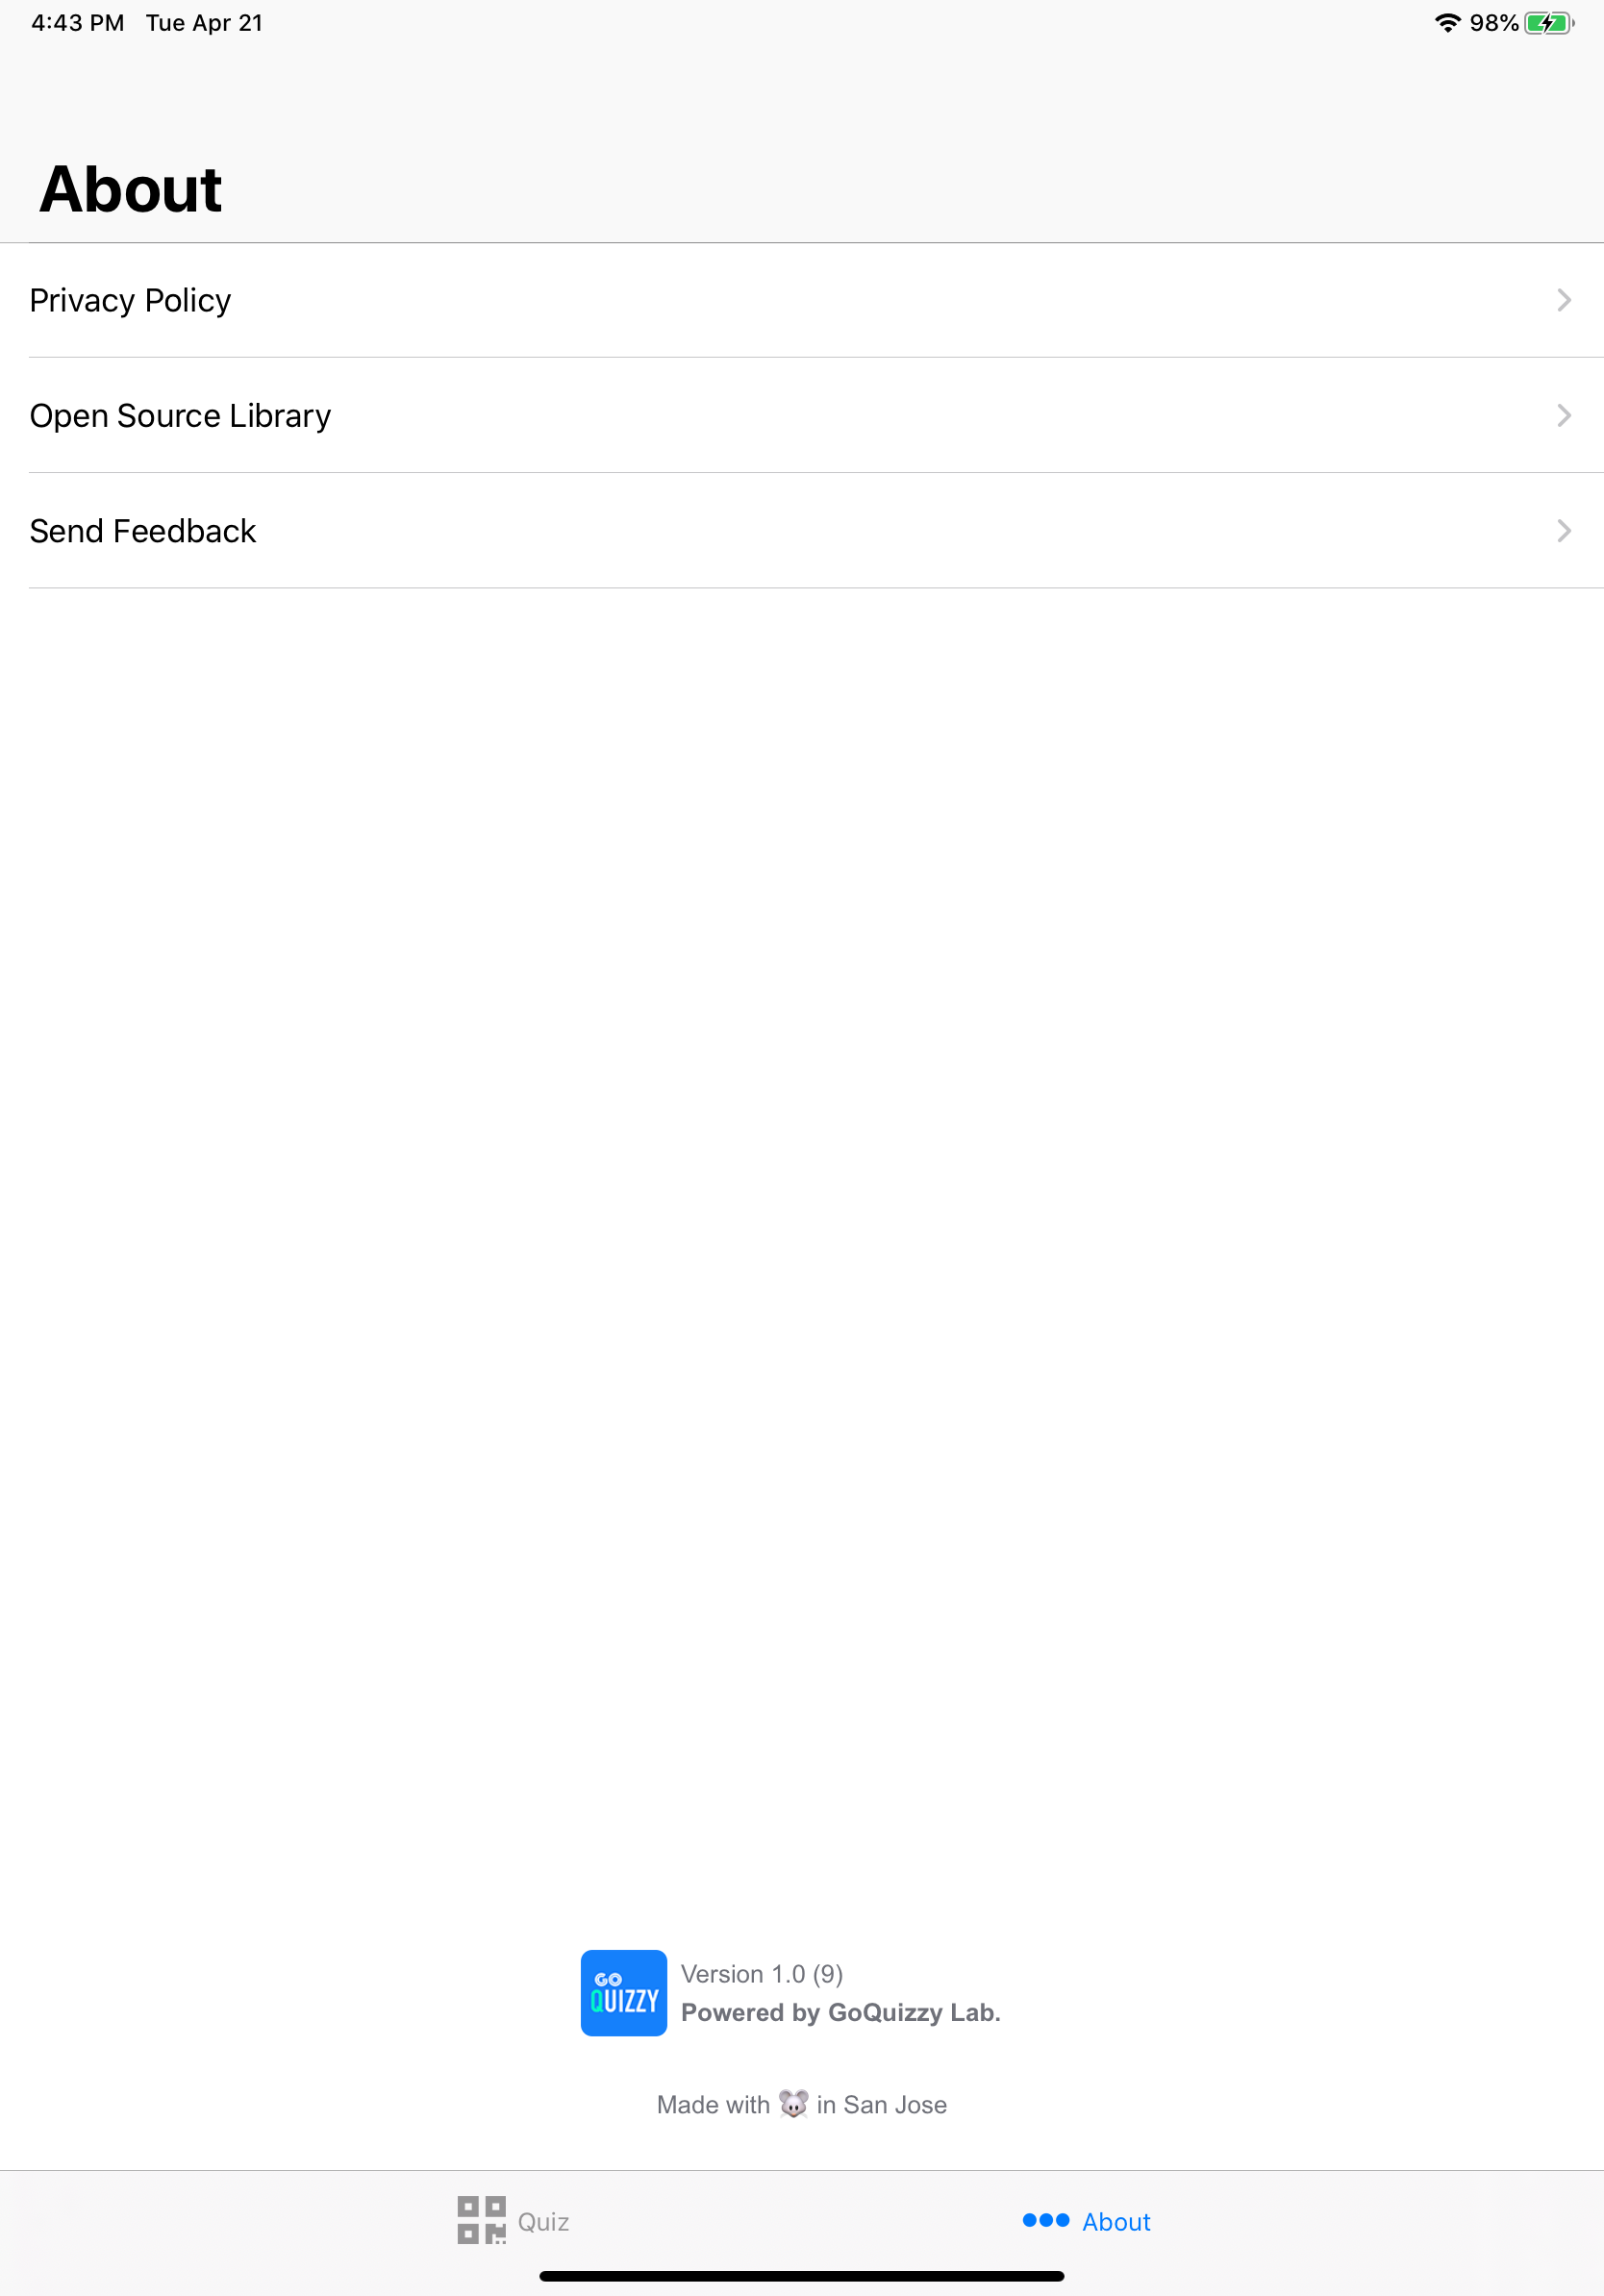 4:43 PM Tue Apr 21 98%
About
Privacy Policy
Open Source Library
Send Feedback
GO
QUIZZY
Version 1.0 (9)
Powered by GoQuizzy Lab.
Made with 🐭 in San Jose
Quiz About